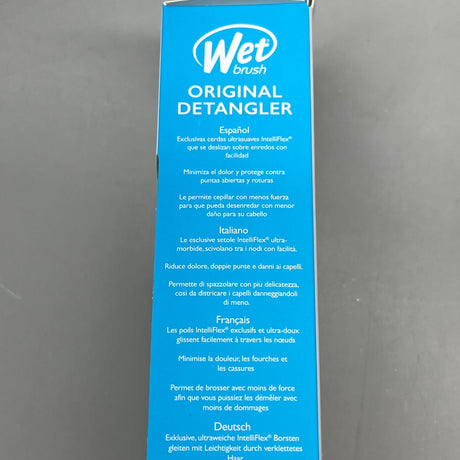 Wet®
brush
ORIGINAL
DETANGLER
Español
Exclusivas cerdas ultrasuaves IntelliFlex®
que se deslizan sobre enredos con
facilidad
Minimiza el dolor y protege contra
puntas abiertas y roturas
Le permite cepillar con menos fuerza
para que pueda desenredar con menor
daño para su cabello
Italiano
Le esclusive setole IntelliFlex® ultra-
morbide, scivolano tra i nodi con facilità.
Riduce dolore, doppie punte e danni ai capelli.
Permette di spazzolare con più delicatezza,
così da districare i capelli danneggiandoli
di meno.
Français
Les poils IntelliFlex® exclusifs et ultra-doux
glissent facilement à travers les nœuds
Minimise la douleur, les fourches et
les cassures
Permet de brosser avec moins de force
afin que vous puissiez les démêler avec
moins de dommages
Deutsch
Exklusive, ultraweiche IntelliFlex® Borsten
gleiten mit Leichtigkeit durch verklettetes
Haar